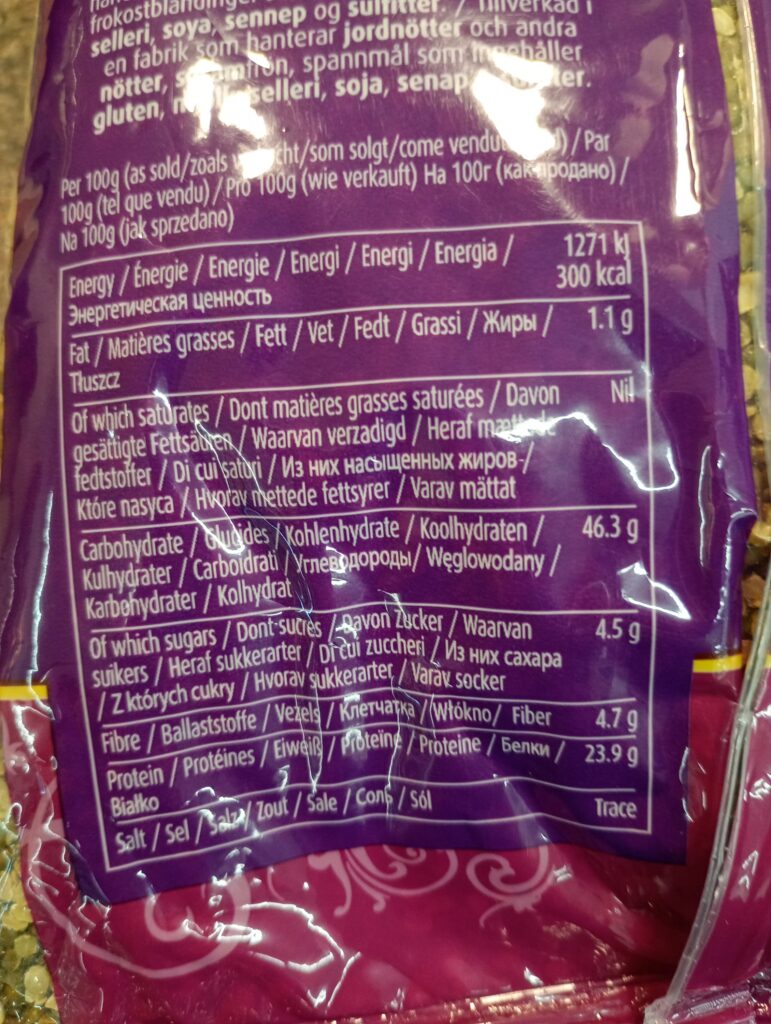 frokostblandinger
sulfitter. / Tillverkad i
selleri, soya, sennep og
en fabrik som hanterar jordnötter och andra
nötter, spannmål som innehåller
gluten, selleri, soja, senap
Per 100g (as sold/zoals /som solgt/come venduto) / Par
100g (tel que vendu) / Pro 100g (wie verkauft) На 100г (как продано) /
Na 100g (jak sprzedano)
Energy / Énergie / Energie / Energi / Energi / Energia / 1271 kj
Энергетическая ценность 300 kcal
Fat / Matières grasses / Fett / Vet / Fedt / Grassi / Жиры / 1.1 g
Tłuszcz
Of which saturates / Dont matières grasses saturées / Davon Nil
gesättigte Fettsäuren / Waarvan verzadigd / Heraf mættede
fedtstoffer / Di cui saturi / Из них насыщенных жиров /
Które nasyca / Hvorav mettede fettsyrer / Varav mättat
Carbohydrate / Glucides / Kohlenhydrate / Koolhydraten / 46.3 g
Kulhydrater / Carboidrati / Углеводороды / Węglowodany /
Karbohydrater / Kolhydrat
Of which sugars / Dont sucres / Davon Zucker / Waarvan 4.5 g
suikers / Heraf sukkerarter / Di cui zuccheri / Из них сахара
/ Z których cukry / Hvorav sukkerarter / Varav socker
Fibre / Ballaststoffe / Vezels / Клетчатка / Włókno / Fiber 4.7 g
Protein / Protéines / Eiweiß / Proteïne / Proteine / Белки / 23.9 g
Białko
Salt / Sel / Salz / Zout / Sale / Соль / Sól Trace